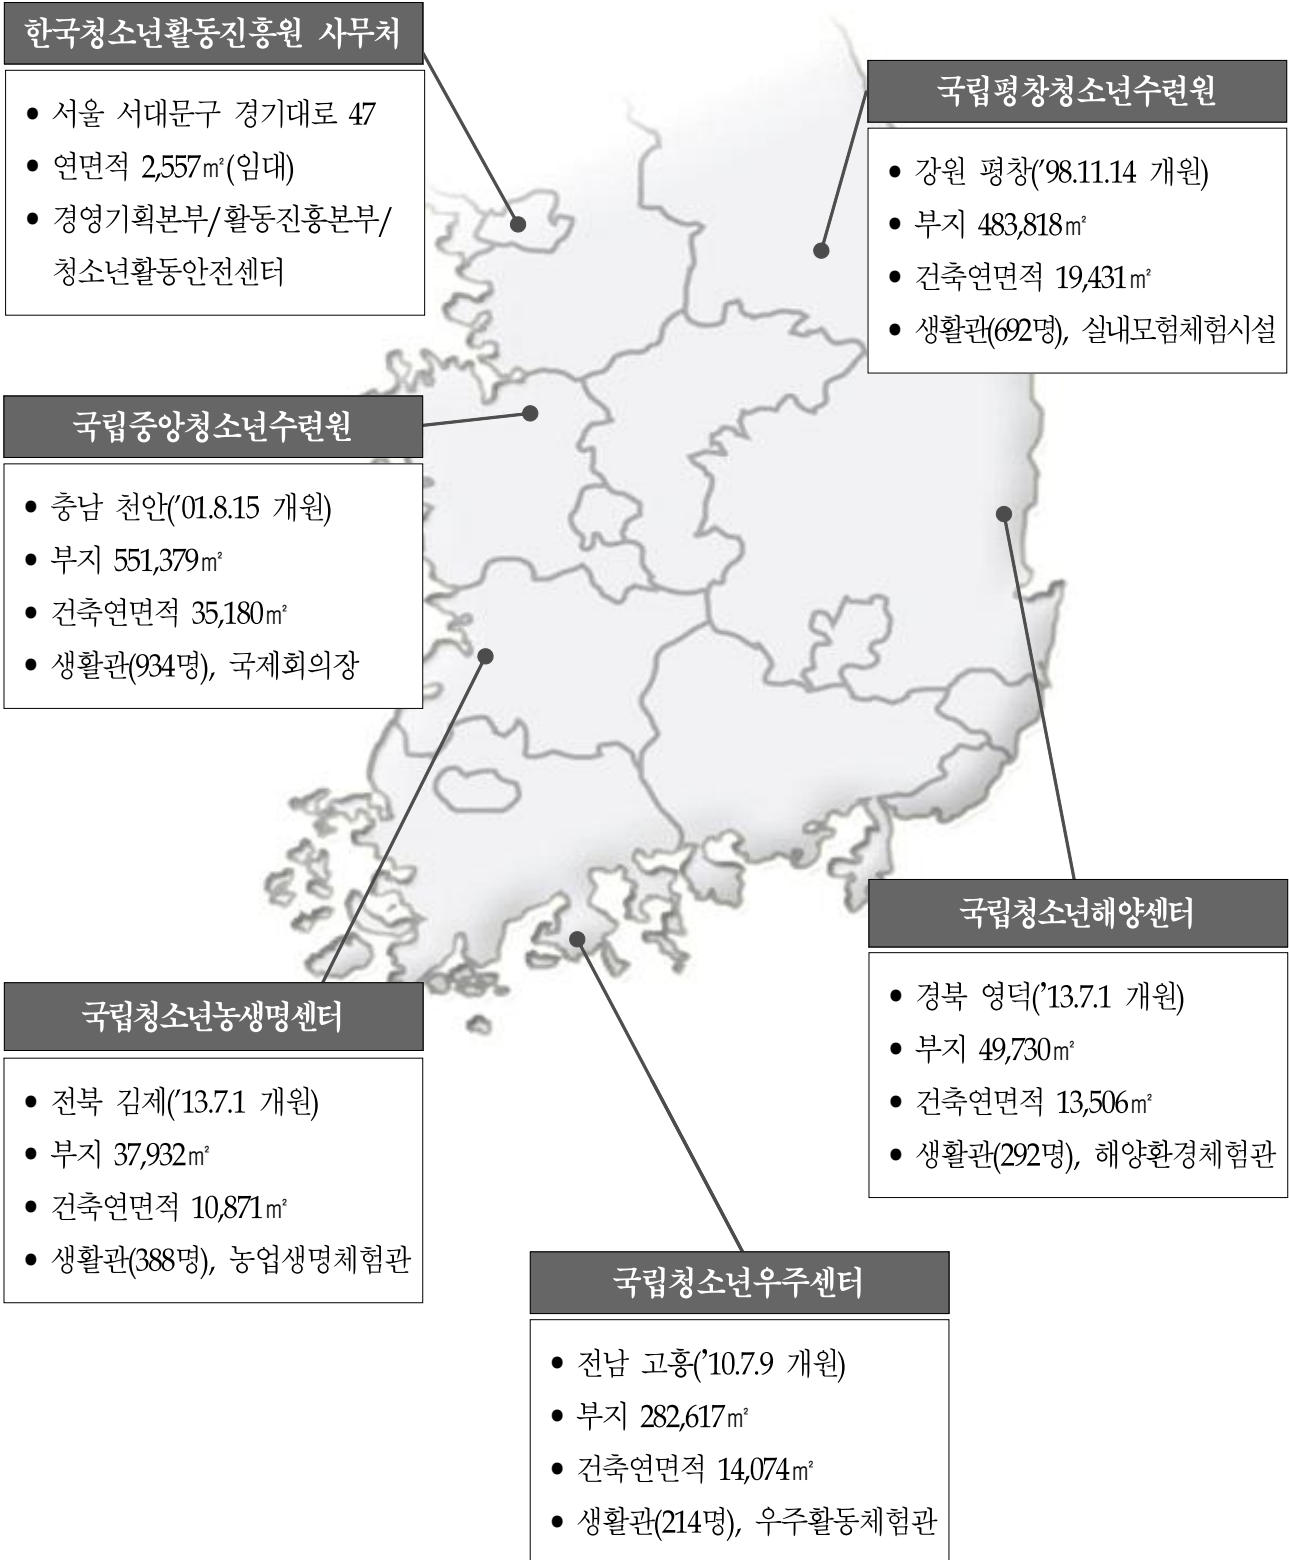 한국청소년활동진흥원 사무처
• 서울 서대문구 경기대로 47
• 연면적 2,557㎡(임대)
• 경영기획본부/활동진흥본부/
청소년활동안전센터
국립평창청소년수련원
• 강원 평창('98.11.14 개원)
• 부지 483,818㎡
• 건축연면적 19,431㎡
• 생활관(692명), 실내모험체험시설
국립중앙청소년수련원
• 충남 천안('01.8.15 개원)
• 부지 551,379㎡
• 건축연면적 35,180㎡
• 생활관(934명), 국제회의장
국립청소년해양센터
• 경북 영덕('13.7.1 개원)
• 부지 49,730㎡
• 건축연면적 13,506㎡
• 생활관(292명), 해양환경체험관
국립청소년농생명센터
• 전북 김제('13.7.1 개원)
• 부지 37,932㎡
• 건축연면적 10,871㎡
• 생활관(388명), 농업생명체험관
국립청소년우주센터
• 전남 고흥('10.7.9 개원)
• 부지 282,617㎡
• 건축연면적 14,074㎡
• 생활관(214명), 우주활동체험관